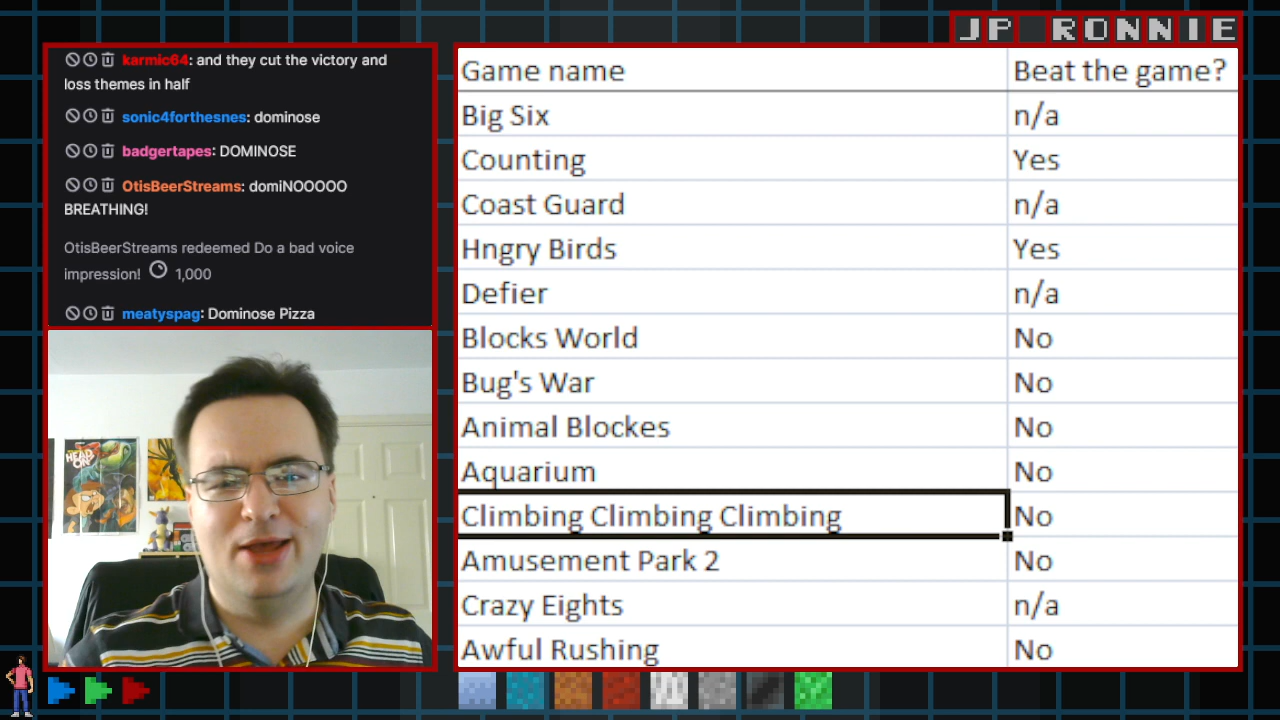 JP RONNIE
karmic64: and they cut the victory and
loss themes in half
sonic4forthesnes: dominose
badgertapes: DOMINOSE
OtisBeerStreams: domiNOOOOO
BREATHING!
OtisBeerStreams redeemed Do a bad voice
impression! 1,000
meatyspag: Dominose Pizza
HEAD ON
Game name Beat the game?
Big Six n/a
Counting Yes
Coast Guard n/a
Hngry Birds Yes
Defier n/a
Blocks World No
Bug's War No
Animal Blockes No
Aquarium No
Climbing Climbing Climbing No
Amusement Park 2 No
Crazy Eights n/a
Awful Rushing No